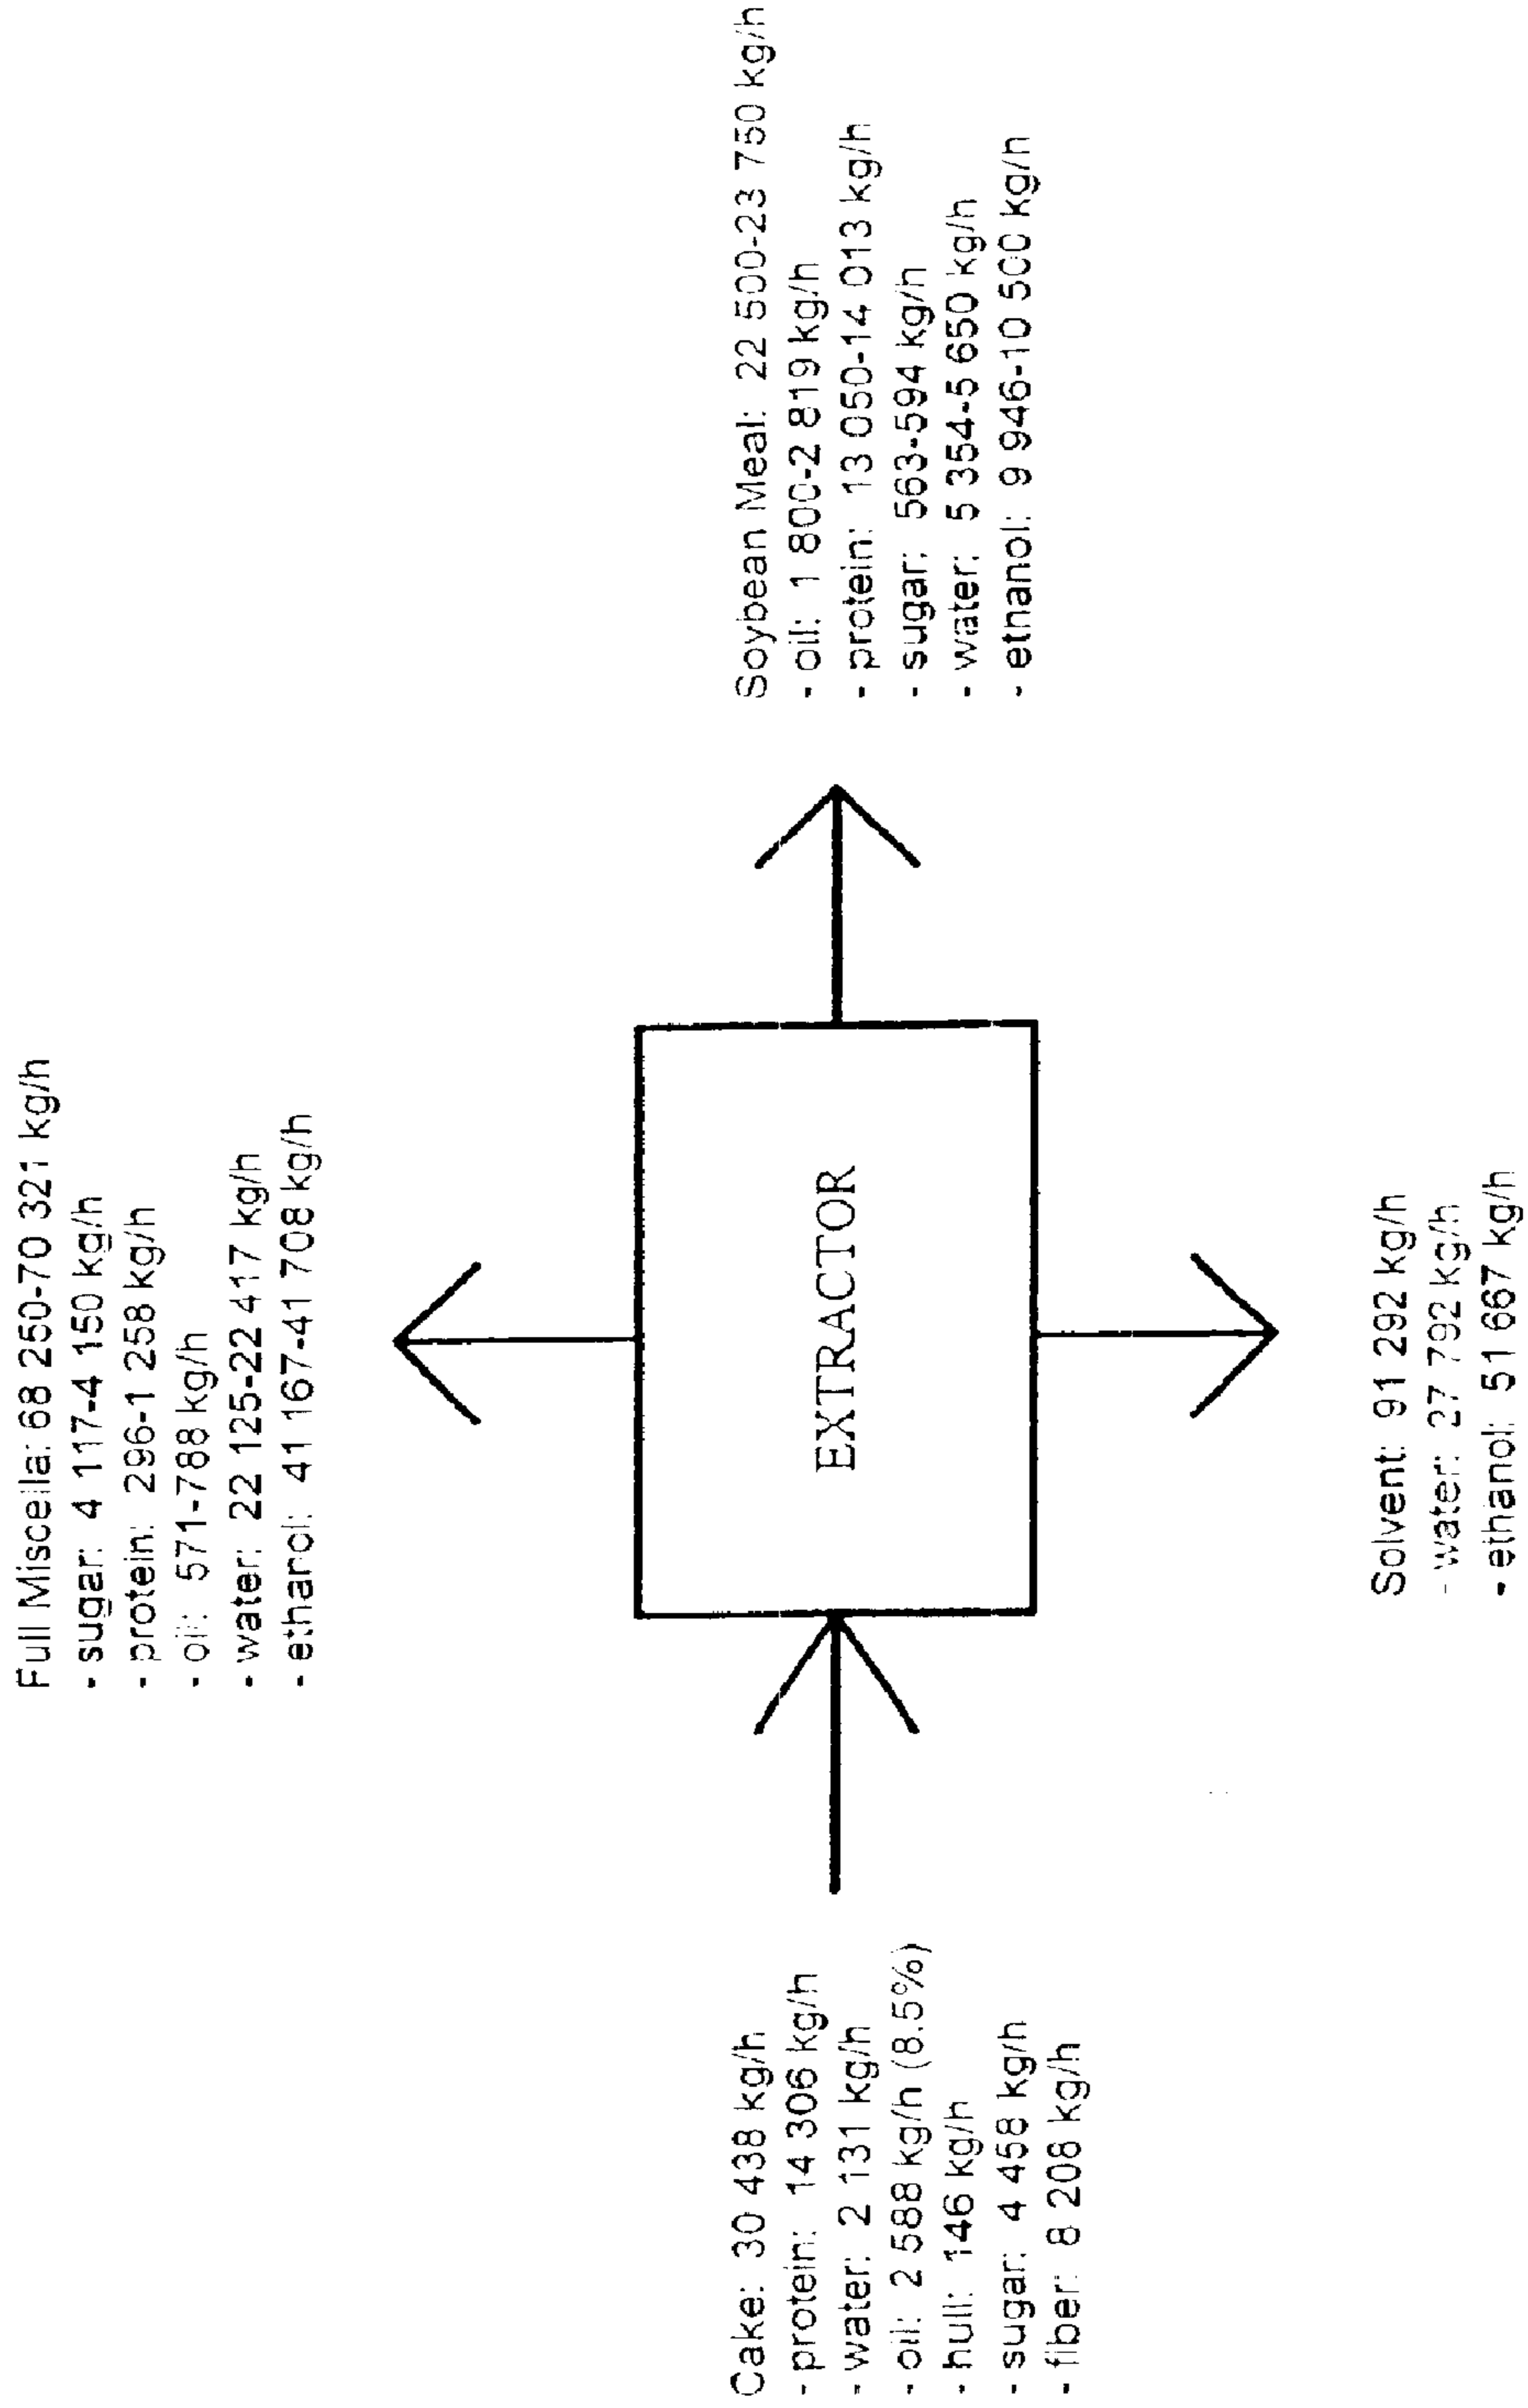 Full Miscella: 68 250-70 321 kg/h
- sugar: 4 117-4 150 kg/h
- protein: 296-1 258 kg/h
- oil: 571-788 kg/h
- water: 22 125-22 417 kg/h
- ethanol: 41 167-41 708 kg/h
Cake: 30 438 kg/h
- protein: 14 306 kg/h
- water: 2 131 kg/h
- oil: 2 588 kg/h (8.5%)
- hull: 146 kg/h
- sugar: 4 458 kg/h
- fiber: 8 208 kg/h
EXTRACTOR
Soybean Meal: 22 500-23 750 kg/h
- oil: 1 800-2 819 kg/h
- protein: 13 050-14 013 kg/h
- sugar: 563-594 kg/h
- water: 5 354-5 650 kg/h
- ethanol: 9 946-10 500 kg/h
Solvent: 91 292 kg/h
- water: 27 792 kg/h
- ethanol: 51 667 kg/h